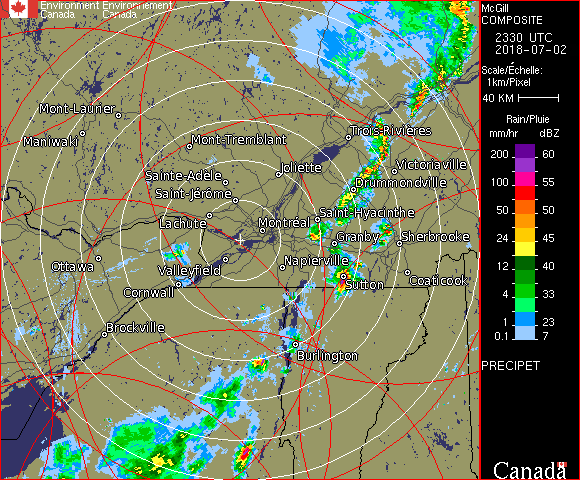 Environment Environnement
Canada Canada
McGill
COMPOSITE
2330 UTC
2018-07-02
Scale/Échelle:
1km/Pixel
40 KM
Rain/Pluie
mm/hr dBZ
200 60
100 55
50 50
24 45
12 40
4 33
1 23
0.1 7
PRECIPET
Canada
Mont-Laurier
Maniwaki
Mont-Tremblant
Trois-Rivières
Sainte-Adèle
Joliette
Victoriaville
Saint-Jérôme
Drummondville
Lachute
Montréal
Saint-Hyacinthe
Granby
Sherbrooke
Ottawa
Valleyfield
Napierville
Cornwall
Sutton
Coaticook
Brockville
Burlington